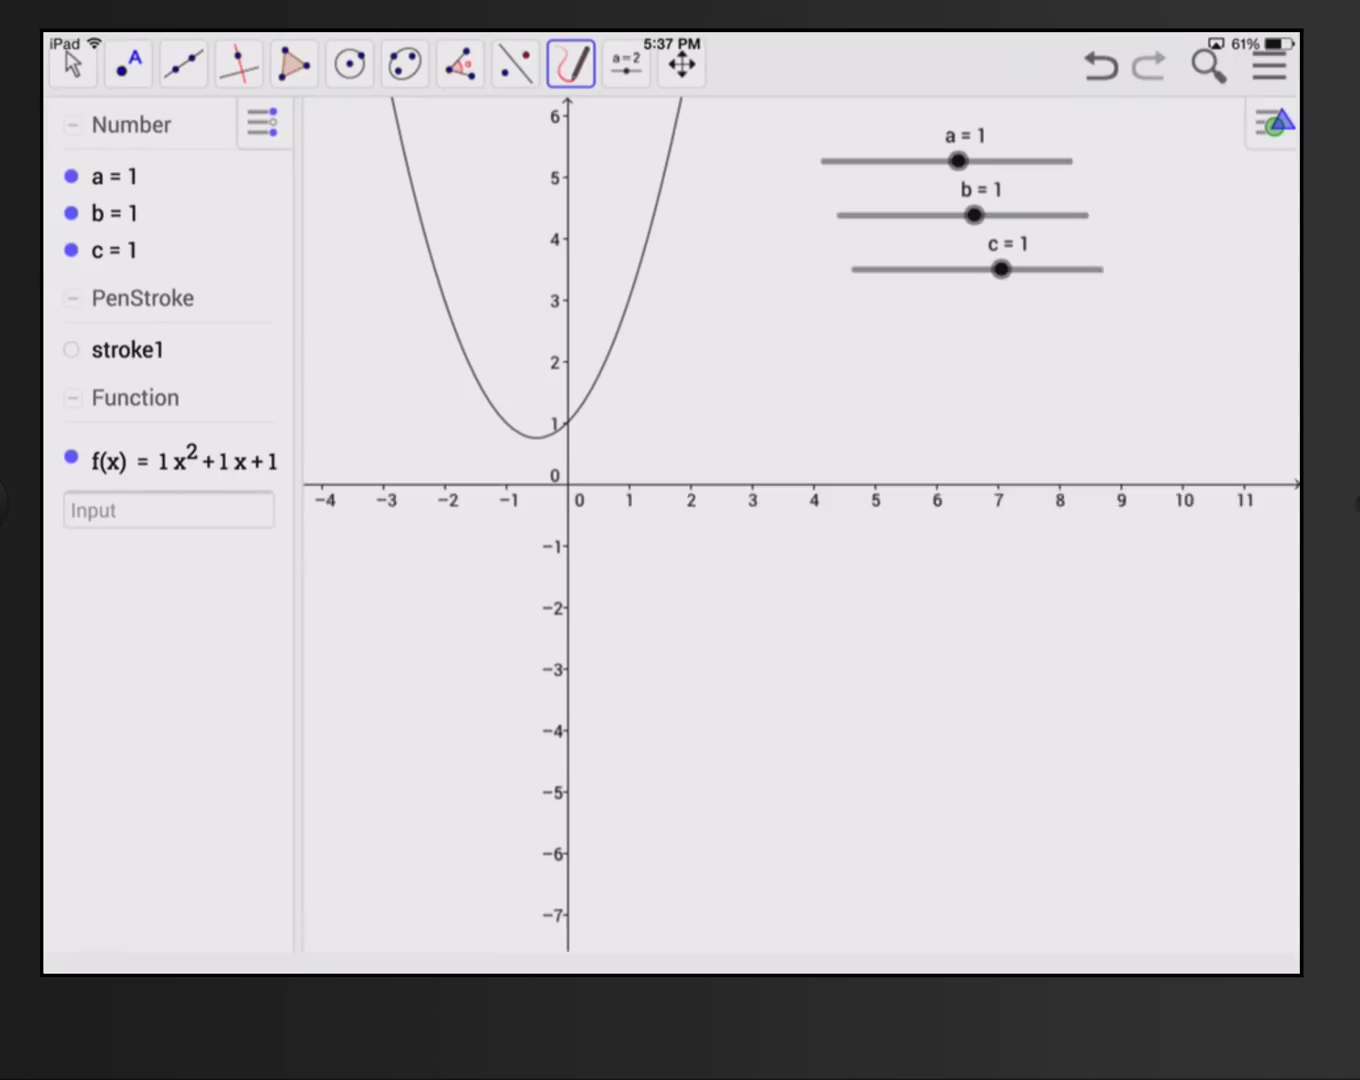 iPad 5:37 PM 61%
A
a=2
Number
a = 1
b = 1
c = 1
PenStroke
stroke1
Function
f(x) = 1x²+1x+1
Input
a = 1
b = 1
c = 1
6
5
4
3
2
1
0
−4 −3 −2 −1 0 1 2 3 4 5 6 7 8 9 10 11
−1
−2
−3
−4
−5
−6
−7